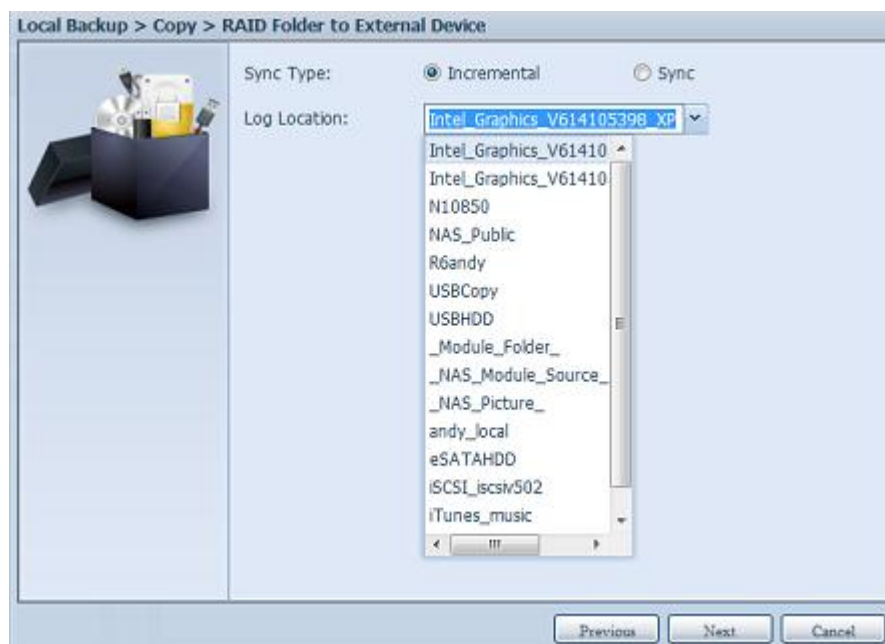 Local Backup > Copy > RAID Folder to External Device
Sync Type: Incremental Sync
Log Location: Intel_Graphics_V614105398_XP
Intel_Graphics_V61410
Intel_Graphics_V61410
N10850
NAS_Public
R6andy
USBCopy
USBHDD
_Module_Folder_
_NAS_Module_Source_
_NAS_Picture_
andy_local
eSATAHDD
iSCSI_iscsiv502
iTunes_music
Previous Next Cancel